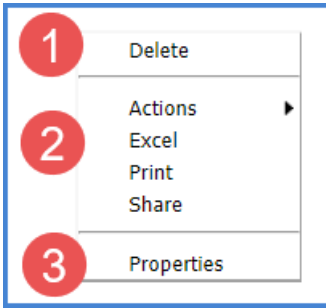 1
Delete
Actions
2
Excel
Print
Share
3
Properties